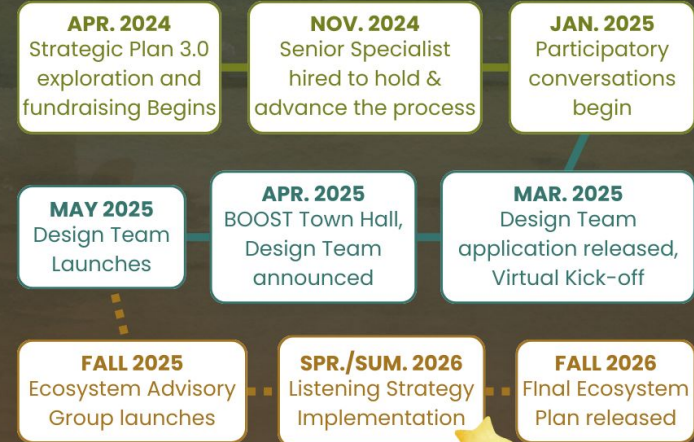 APR. 2024
Strategic Plan 3.0
exploration and
fundraising Begins
NOV. 2024
Senior Specialist
hired to hold &
advance the process
JAN. 2025
Participatory
conversations
begin
MAR. 2025
Design Team
application released,
Virtual Kick-off
APR. 2025
BOOST Town Hall,
Design Team
announced
MAY 2025
Design Team
Launches
FALL 2025
Ecosystem Advisory
Group launches
SPR./SUM. 2026
Listening Strategy
Implementation
FALL 2026
FInal Ecosystem
Plan released